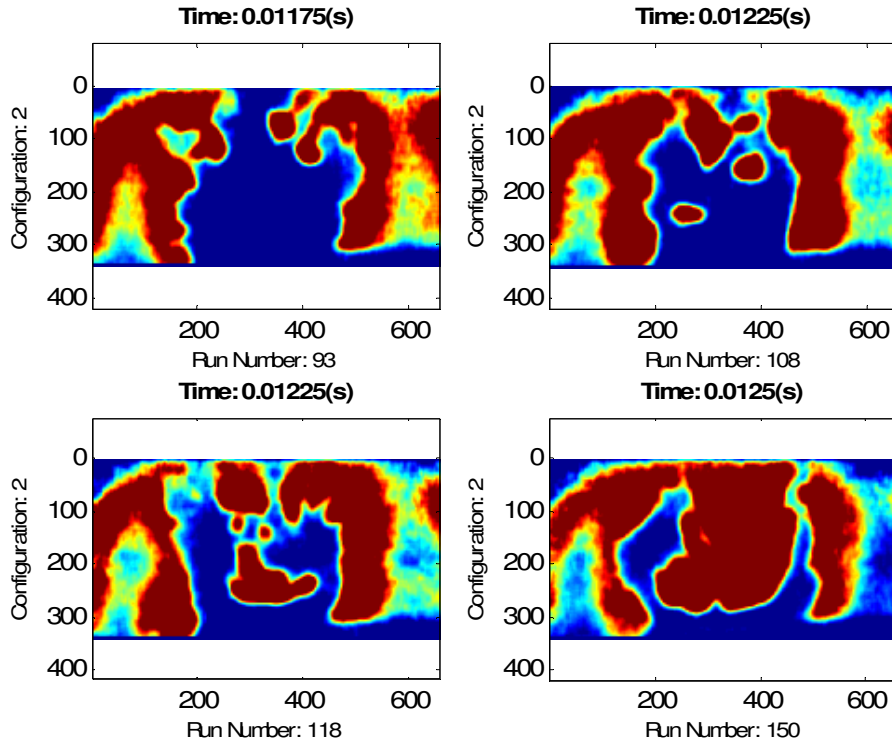 Time: 0.01175(s)
Configuration: 2
0
100
200
300
400
200 400 600
Run Number: 93
Time: 0.01225(s)
Configuration: 2
0
100
200
300
400
200 400 600
Run Number: 108
Time: 0.01225(s)
Configuration: 2
0
100
200
300
400
200 400 600
Run Number: 118
Time: 0.0125(s)
Configuration: 2
0
100
200
300
400
200 400 600
Run Number: 150